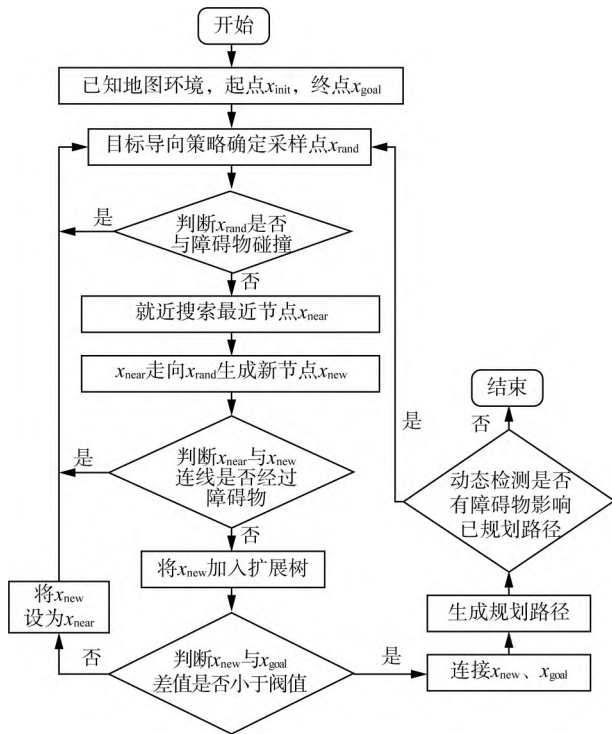 开始
已知地图环境，起点xinit，终点xgoal
目标导向策略确定采样点xrand
是
判断xrand是否
与障碍物碰撞
否
就近搜索最近节点xnear
xnear走向xrand生成新节点xnew
是
判断xnear与xnew
连线是否经过
障碍物
否
将xnew加入扩展树
将xnew
设为xnear
否
判断xnew与xgoal
差值是否小于阀值
是
连接xnew、xgoal
生成规划路径
动态检测是否
有障碍物影响
已规划路径
是
否
结束